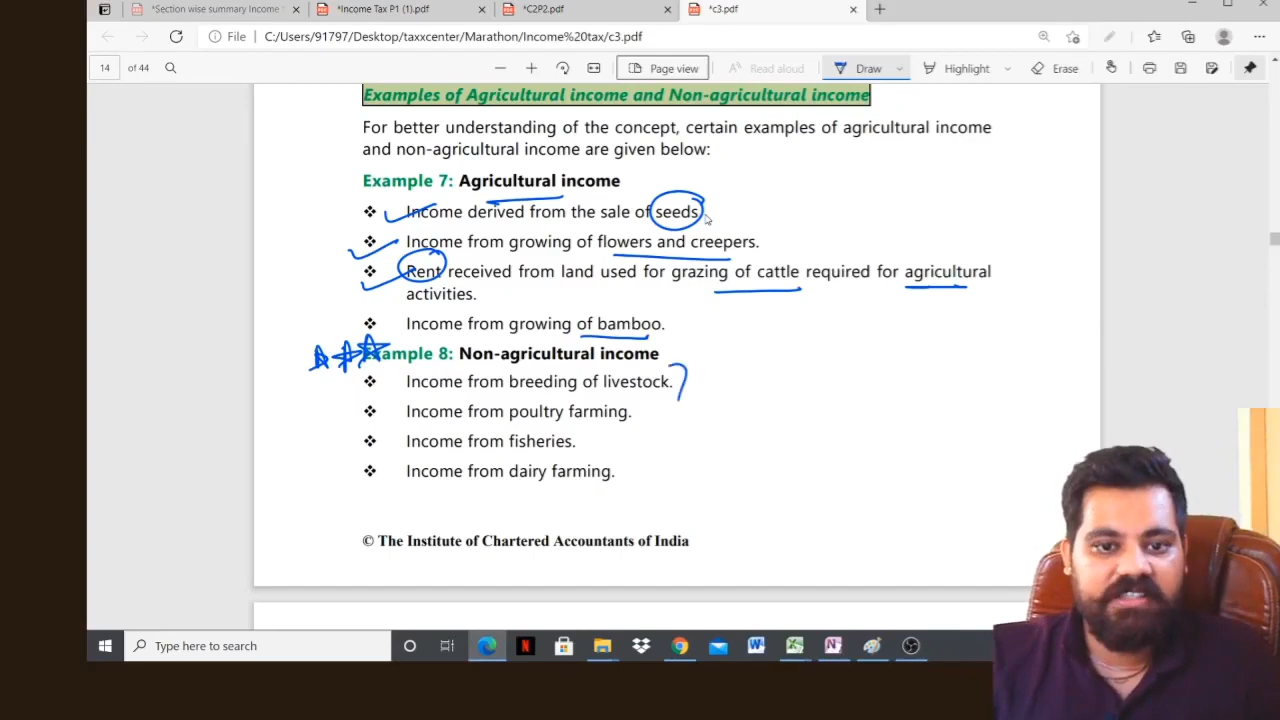 *Section wise summary Income
*Income Tax P1 (1).pdf
*C2P2.pdf
*c3.pdf
File
C:/Users/91797/Desktop/taxxcenter/Marathon/Income%20tax/c3.pdf
14 of 44
Page view
Read aloud
Draw
Highlight
Erase
Examples of Agricultural income and Non-agricultural income
For better understanding of the concept, certain examples of agricultural income
and non-agricultural income are given below:
Example 7: Agricultural income
❖ Income derived from the sale of seeds.
❖ Income from growing of flowers and creepers.
❖ Rent received from land used for grazing of cattle required for agricultural
activities.
❖ Income from growing of bamboo.
Example 8: Non-agricultural income
❖ Income from breeding of livestock.
❖ Income from poultry farming.
❖ Income from fisheries.
❖ Income from dairy farming.
© The Institute of Chartered Accountants of India
Type here to search